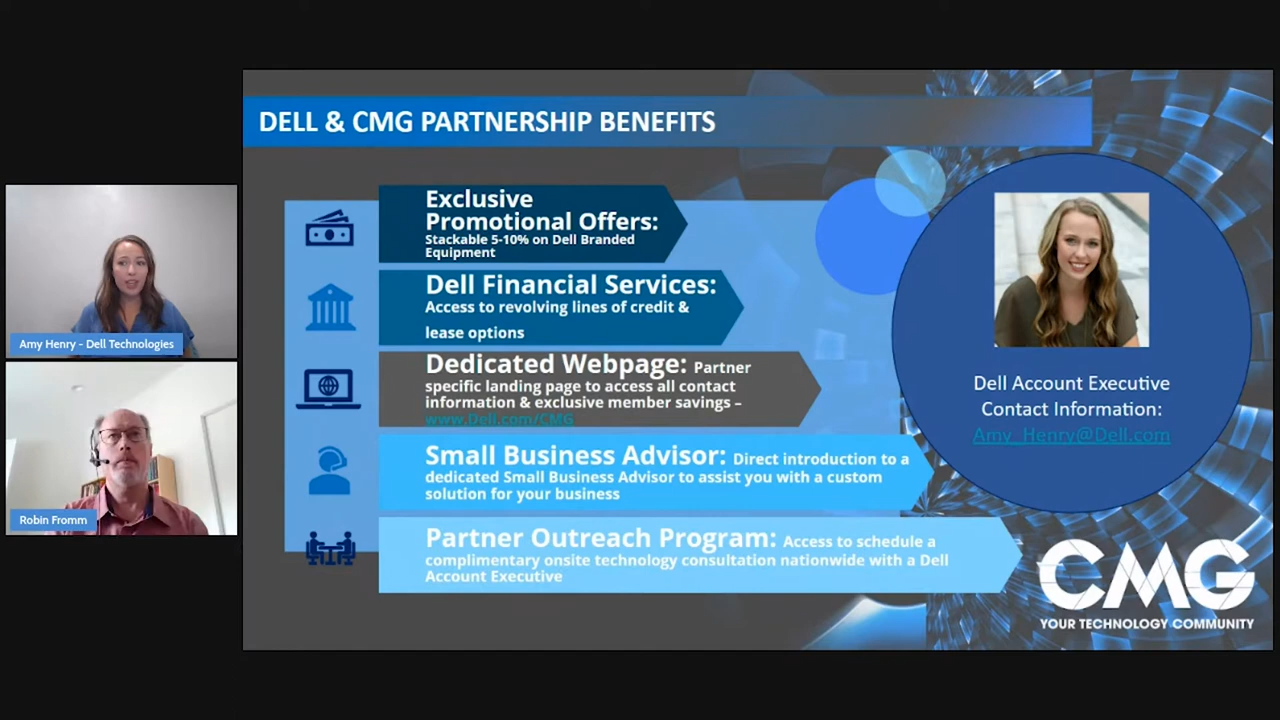 DELL & CMG PARTNERSHIP BENEFITS
Exclusive
Promotional Offers:
Stackable 5-10% on Dell Branded
Equipment
Dell Financial Services:
Access to revolving lines of credit &
lease options
Dedicated Webpage: Partner
specific landing page to access all contact
information & exclusive member savings –
www.Dell.com/CMG
Small Business Advisor: Direct introduction to a
dedicated Small Business Advisor to assist you with a custom
solution for your business
Partner Outreach Program: Access to schedule a
complimentary onsite technology consultation nationwide with a Dell
Account Executive
Dell Account Executive
Contact Information:
Amy_Henry@Dell.com
CMG
YOUR TECHNOLOGY COMMUNITY
Amy Henry - Dell Technologies
Robin Fromm